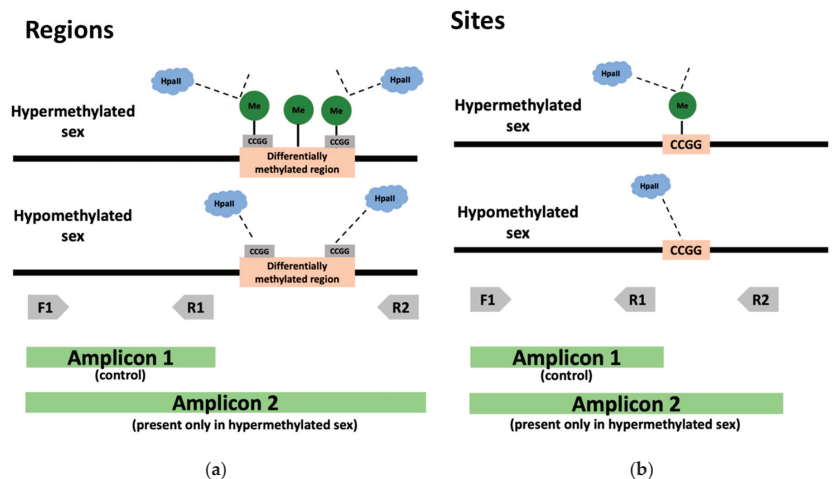 Regions
HpaII
HpaII
Me
Me
Me
Hypermethylated
sex
CCGG
CCGG
Differentially
methylated region
HpaII
HpaII
Hypomethylated
sex
CCGG
CCGG
Differentially
methylated region
F1
R1
R2
Amplicon 1
(control)
Amplicon 2
(present only in hypermethylated sex)
(a)
Sites
HpaII
Me
Hypermethylated
sex
CCGG
HpaII
Hypomethylated
sex
CCGG
F1
R1
R2
Amplicon 1
(control)
Amplicon 2
(present only in hypermethylated sex)
(b)